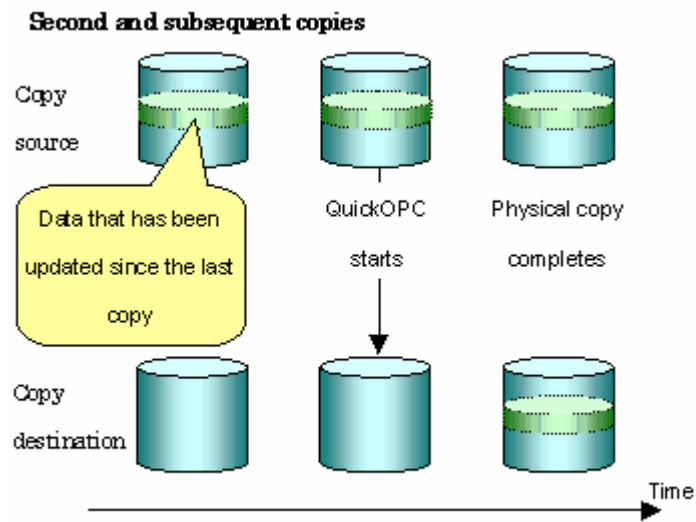 Second and subsequent copies
Copy
source
Data that has been
updated since the last
copy
QuickOPC
starts
Physical copy
completes
Copy
destination
Time